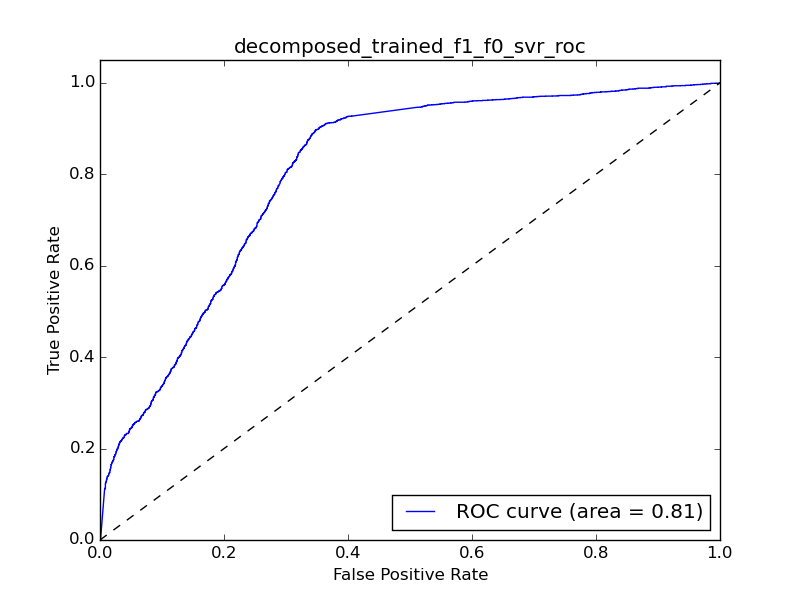 decomposed_trained_f1_f0_svr_roc
1.0
0.8
0.6
0.4
0.2
0.0
True Positive Rate
ROC curve (area = 0.81)
0.0 0.2 0.4 0.6 0.8 1.0
False Positive Rate